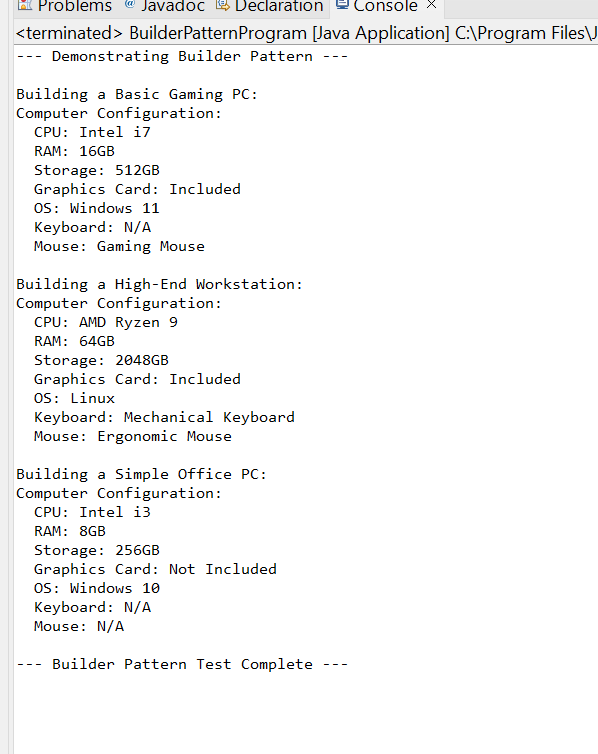 Problems Javadoc Declaration Console
<terminated> BuilderPatternProgram [Java Application] C:\Program Files\J
--- Demonstrating Builder Pattern ---
Building a Basic Gaming PC:
Computer Configuration:
CPU: Intel i7
RAM: 16GB
Storage: 512GB
Graphics Card: Included
OS: Windows 11
Keyboard: N/A
Mouse: Gaming Mouse
Building a High-End Workstation:
Computer Configuration:
CPU: AMD Ryzen 9
RAM: 64GB
Storage: 2048GB
Graphics Card: Included
OS: Linux
Keyboard: Mechanical Keyboard
Mouse: Ergonomic Mouse
Building a Simple Office PC:
Computer Configuration:
CPU: Intel i3
RAM: 8GB
Storage: 256GB
Graphics Card: Not Included
OS: Windows 10
Keyboard: N/A
Mouse: N/A
--- Builder Pattern Test Complete ---